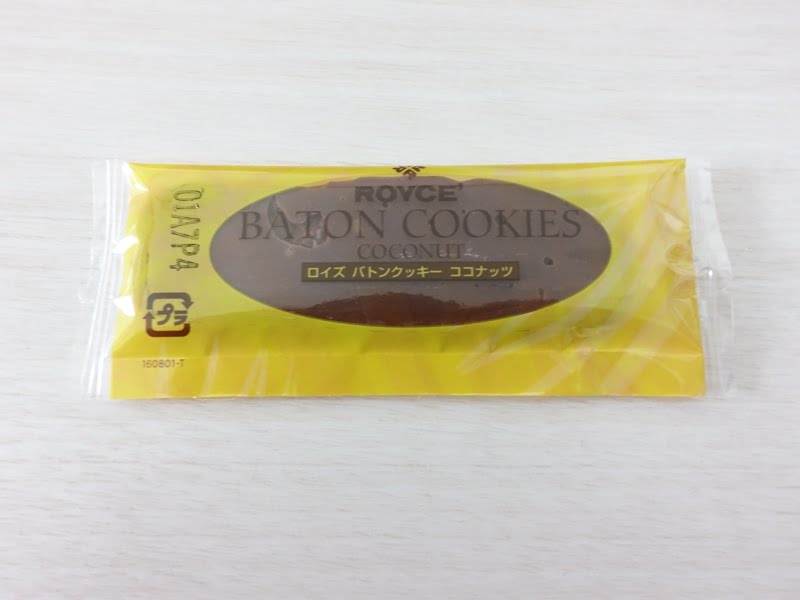 ROYCE'
BATON COOKIES
COCONUT
ロイズ バトンクッキー ココナッツ
01A7P4
プラ
160801-T